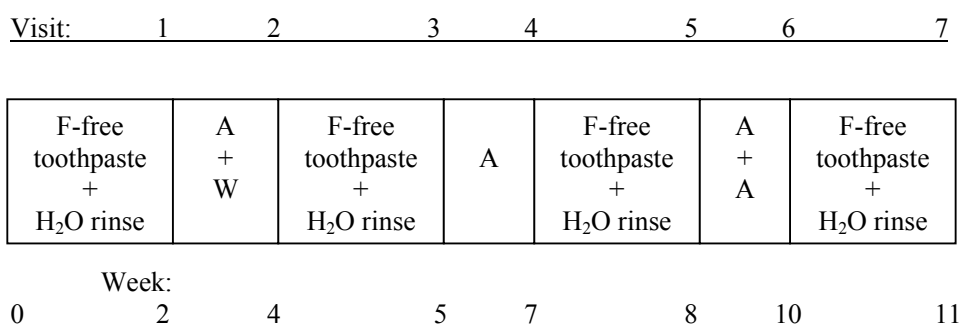 Visit: 1 2 3 4 5 6 7
F-free A F-free F-free A F-free
toothpaste + toothpaste A toothpaste + toothpaste
+ W + + A +
H₂O rinse H₂O rinse H₂O rinse H₂O rinse
Week:
0 2 4 5 7 8 10 11